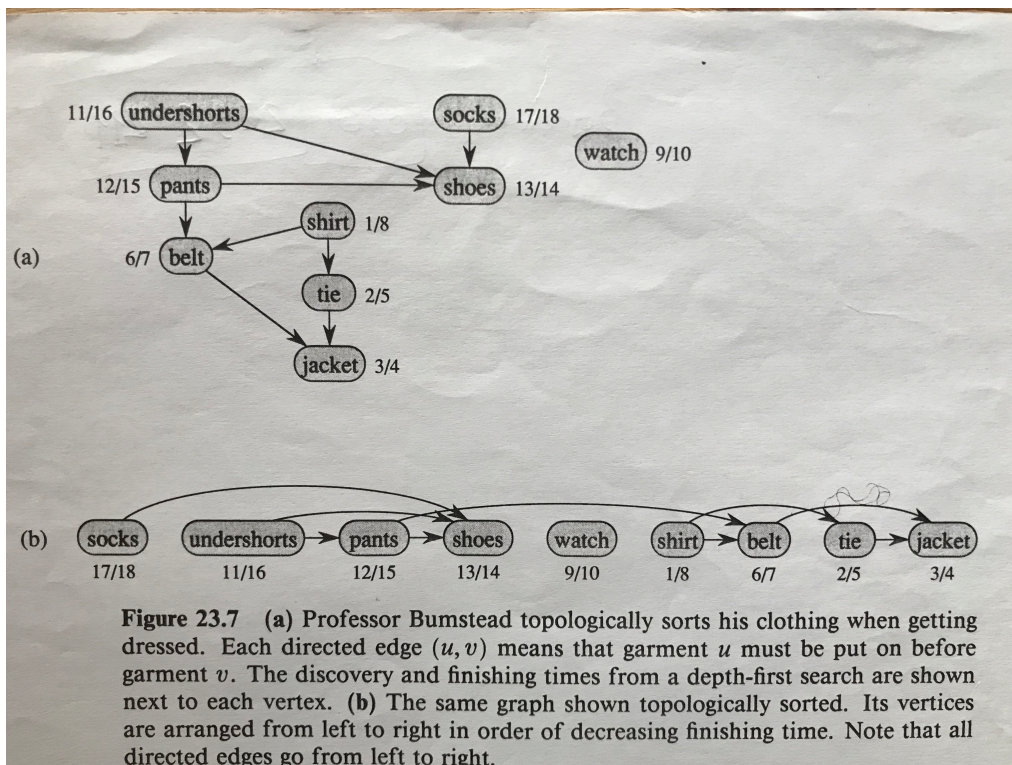 11/16 undershorts socks 17/18
watch 9/10
12/15 pants shoes 13/14
shirt 1/8
(a) 6/7 belt
tie 2/5
jacket 3/4
(b) socks undershorts pants shoes watch shirt belt tie jacket
17/18 11/16 12/15 13/14 9/10 1/8 6/7 2/5 3/4
Figure 23.7 (a) Professor Bumstead topologically sorts his clothing when getting
dressed. Each directed edge (u, v) means that garment u must be put on before
garment v. The discovery and finishing times from a depth-first search are shown
next to each vertex. (b) The same graph shown topologically sorted. Its vertices
are arranged from left to right in order of decreasing finishing time. Note that all
directed edges go from left to right.